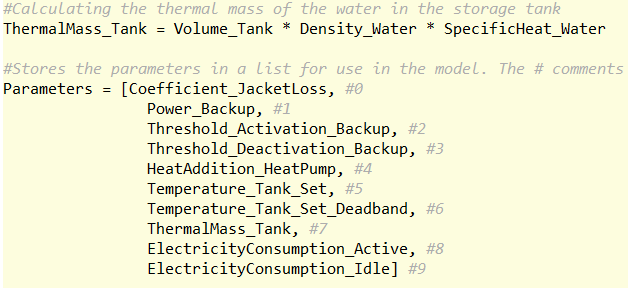 #Calculating the thermal mass of the water in the storage tank
ThermalMass_Tank = Volume_Tank * Density_Water * SpecificHeat_Water
#Stores the parameters in a list for use in the model. The # comments
Parameters = [Coefficient_JacketLoss, #0
Power_Backup, #1
Threshold_Activation_Backup, #2
Threshold_Deactivation_Backup, #3
HeatAddition_HeatPump, #4
Temperature_Tank_Set, #5
Temperature_Tank_Set_Deadband, #6
ThermalMass_Tank, #7
ElectricityConsumption_Active, #8
ElectricityConsumption_Idle] #9